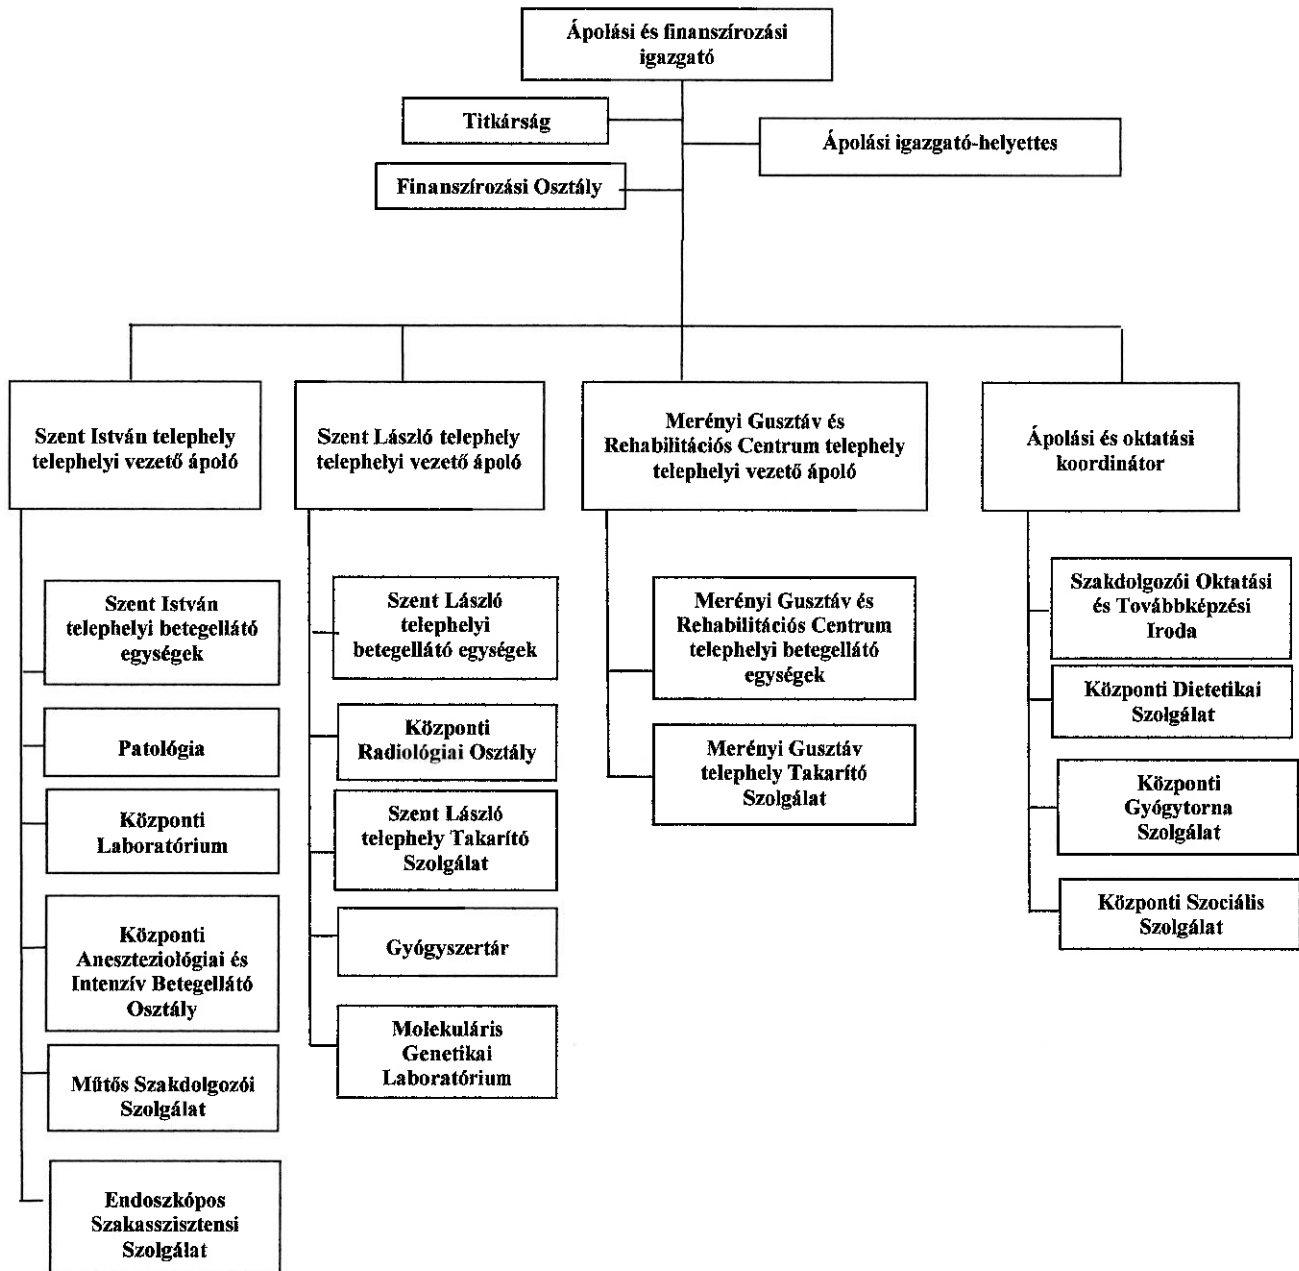 Ápolási és finanszírozási
igazgató
Titkárság
Ápolási igazgató-helyettes
Finanszírozási Osztály
Szent István telephely
telephelyi vezető ápoló
Szent László telephely
telephelyi vezető ápoló
Merényi Gusztáv és
Rehabilitációs Centrum telephely
telephelyi vezető ápoló
Ápolási és oktatási
koordinátor
Szent István
telephelyi betegellátó
egységek
Patológia
Központi
Laboratórium
Központi
Aneszteziológiai és
Intenzív Betegellátó
Osztály
Műtős Szakdolgozói
Szolgálat
Endoszkópos
Szakasszisztensi
Szolgálat
Szent László
telephelyi
betegellátó egységek
Központi
Radiológiai Osztály
Szent László
telephely Takarító
Szolgálat
Gyógyszertár
Molekuláris
Genetikai
Laboratórium
Merényi Gusztáv és
Rehabilitációs Centrum
telephelyi betegellátó
egységek
Merényi Gusztáv
telephely Takarító
Szolgálat
Szakdolgozói Oktatási
és Továbbképzési
Iroda
Központi Dietetikai
Szolgálat
Központi
Gyógytorna
Szolgálat
Központi Szociális
Szolgálat